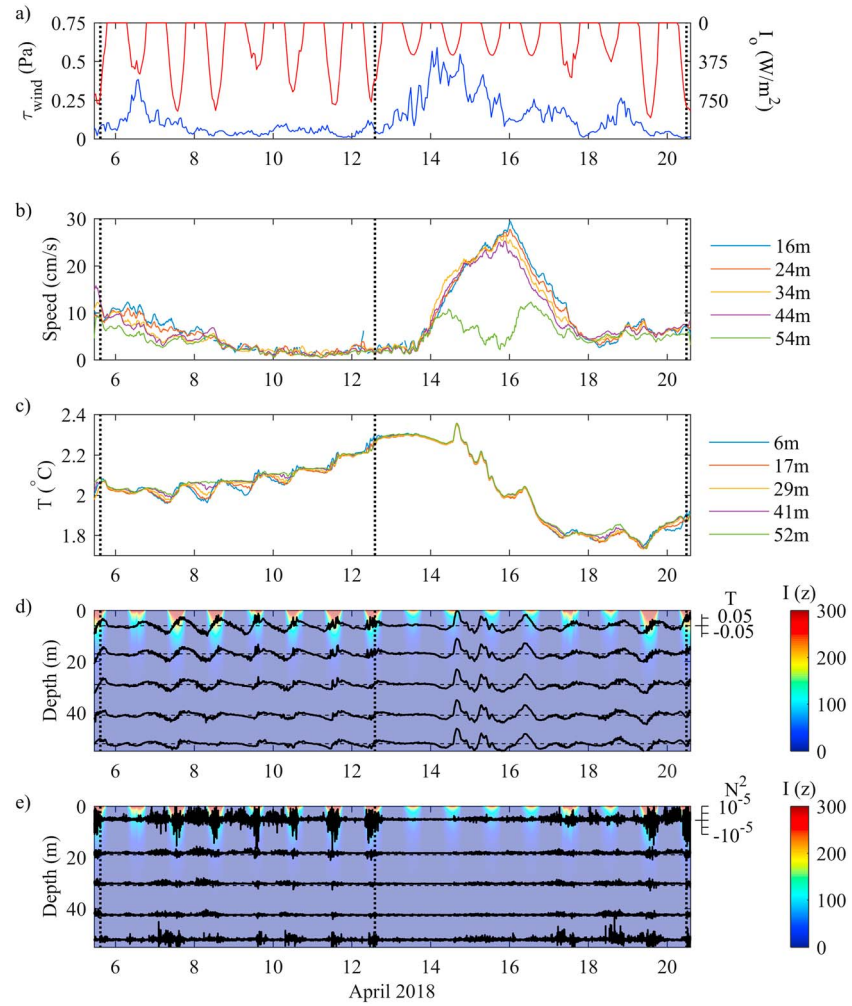 a)
0.75
0.5
0.25
0
τwind (Pa)
0
375
750
Io (W/m2)
6 8 10 12 14 16 18 20
b)
30
20
10
0
Speed (cm/s)
6 8 10 12 14 16 18 20
16m
24m
34m
44m
54m
c)
2.4
2.2
2
1.8
T (°C)
6 8 10 12 14 16 18 20
6m
17m
29m
41m
52m
d)
0
20
40
Depth (m)
T
0.05
-0.05
I (z)
300
200
100
0
6 8 10 12 14 16 18 20
e)
0
20
40
Depth (m)
N2
10-5
-10-5
I (z)
300
200
100
0
6 8 10 12 14 16 18 20
April 2018